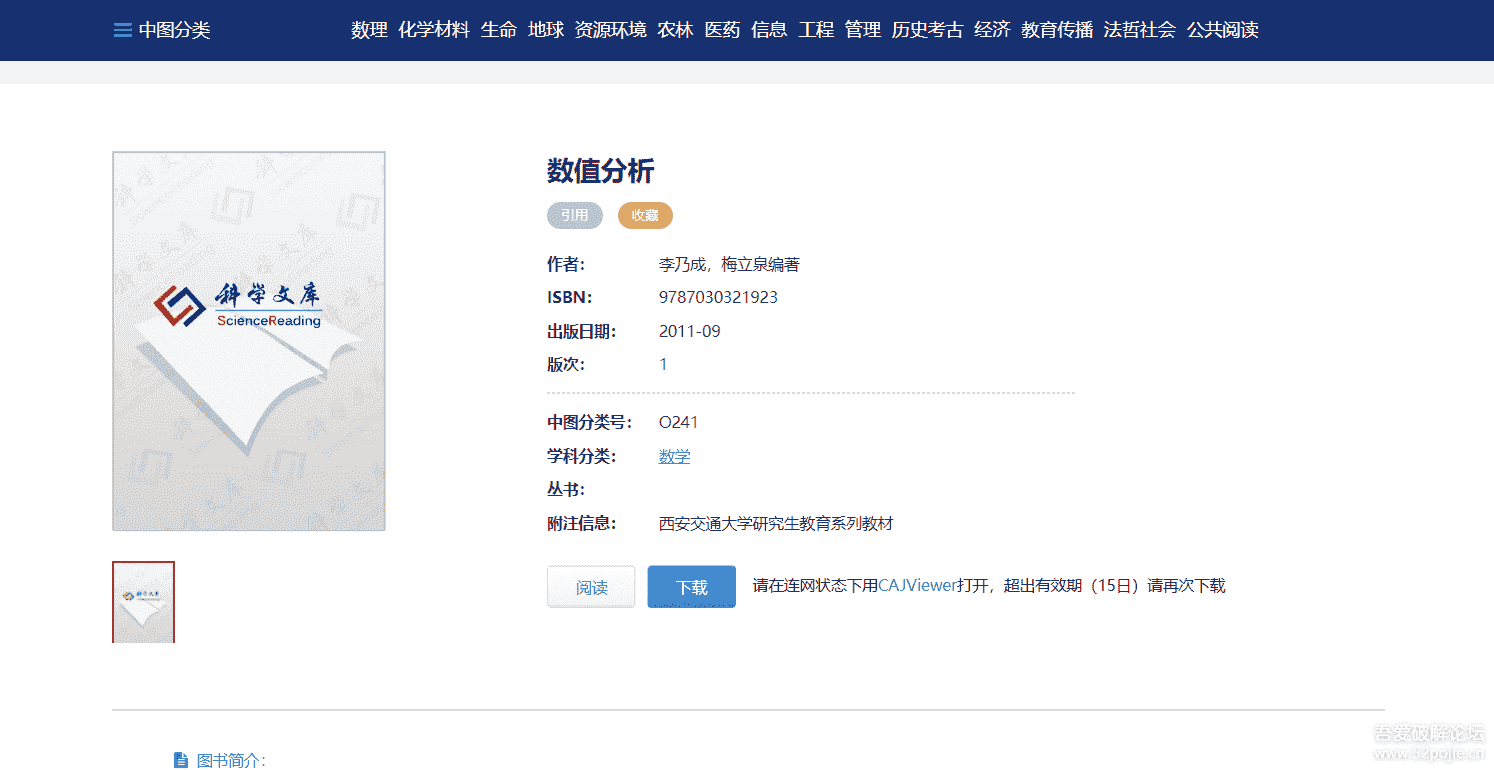 中图分类
数理 化学材料 生命 地球 资源环境 农林 医药 信息 工程 管理 历史考古 经济 教育传播 法哲社会 公共阅读
科学文库
ScienceReading
数值分析
引用 收藏
作者： 李乃成，梅立泉编著
ISBN： 9787030321923
出版日期： 2011-09
版次： 1
中图分类号： O241
学科分类： 数学
丛书：
附注信息： 西安交通大学研究生教育系列教材
阅读 下载 请在连网状态下用CAJViewer打开，超出有效期（15日）请再次下载
图书简介：
吾爱破解论坛
www.52pojie.cn